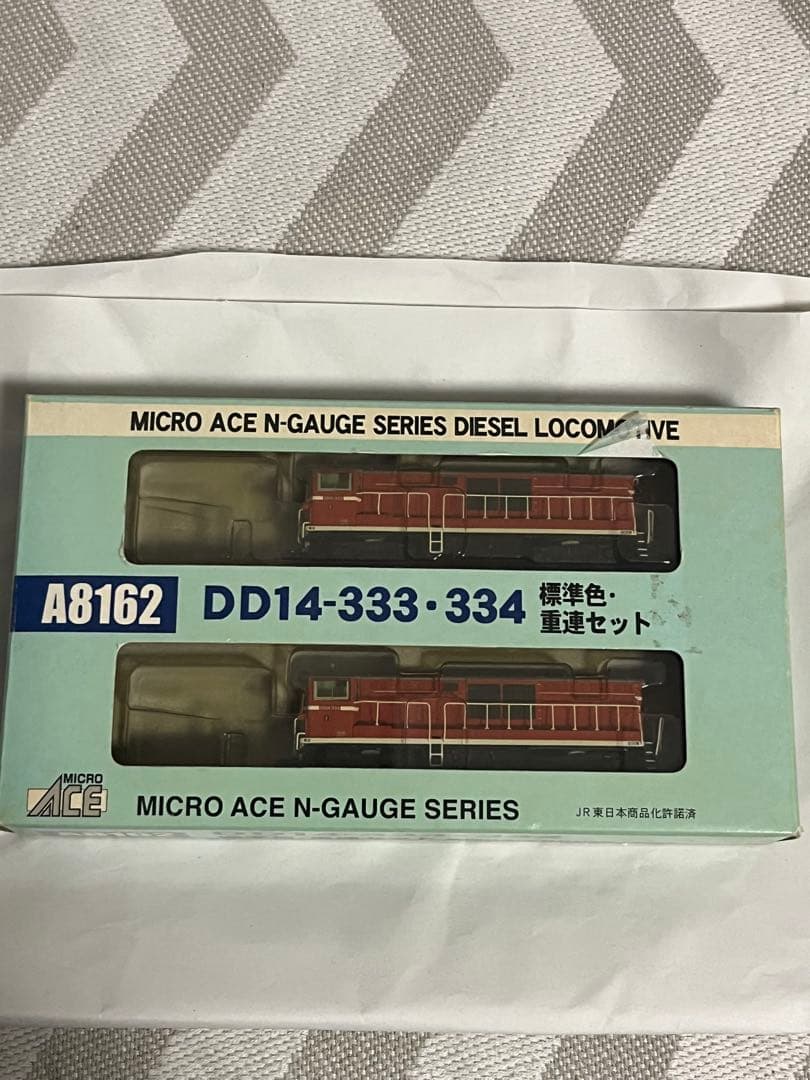 MICRO ACE N-GAUGE SERIES DIESEL LOCOMOTIVE
A8162
DD14-333・334
標準色・
重連セット
MICRO
ACE
MICRO ACE N-GAUGE SERIES
JR東日本商品化許諾済